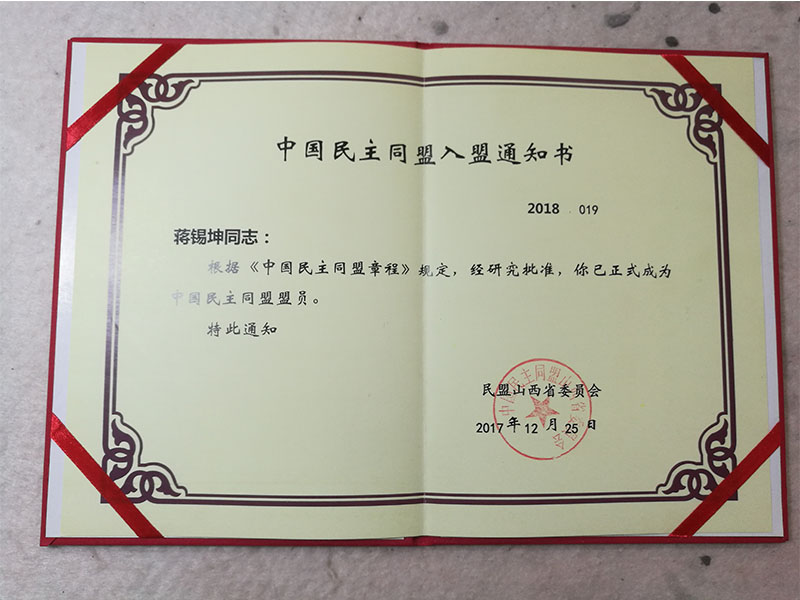 中国民主同盟入盟通知书
2018 019
蒋锡坤同志：
根据《中国民主同盟章程》规定，经研究批准，你已正式成为
中国民主同盟盟员。
特此通知
民盟山西省委员会
2017年12月25日